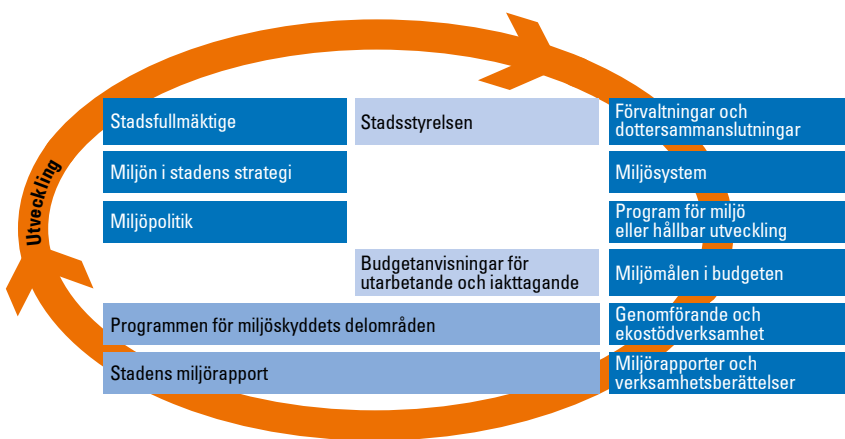 Utveckling
Stadsfullmäktige
Stadsstyrelsen
Förvaltningar och
dottersammanslutningar
Miljön i stadens strategi
Miljösystem
Miljöpolitik
Program för miljö
eller hållbar utveckling
Budgetanvisningar för
utarbetande och iakttagande
Miljömålen i budgeten
Programmen för miljöskyddets delområden
Genomförande och
ekostödverksamhet
Stadens miljörapport
Miljörapporter och
verksamhetsberättelser